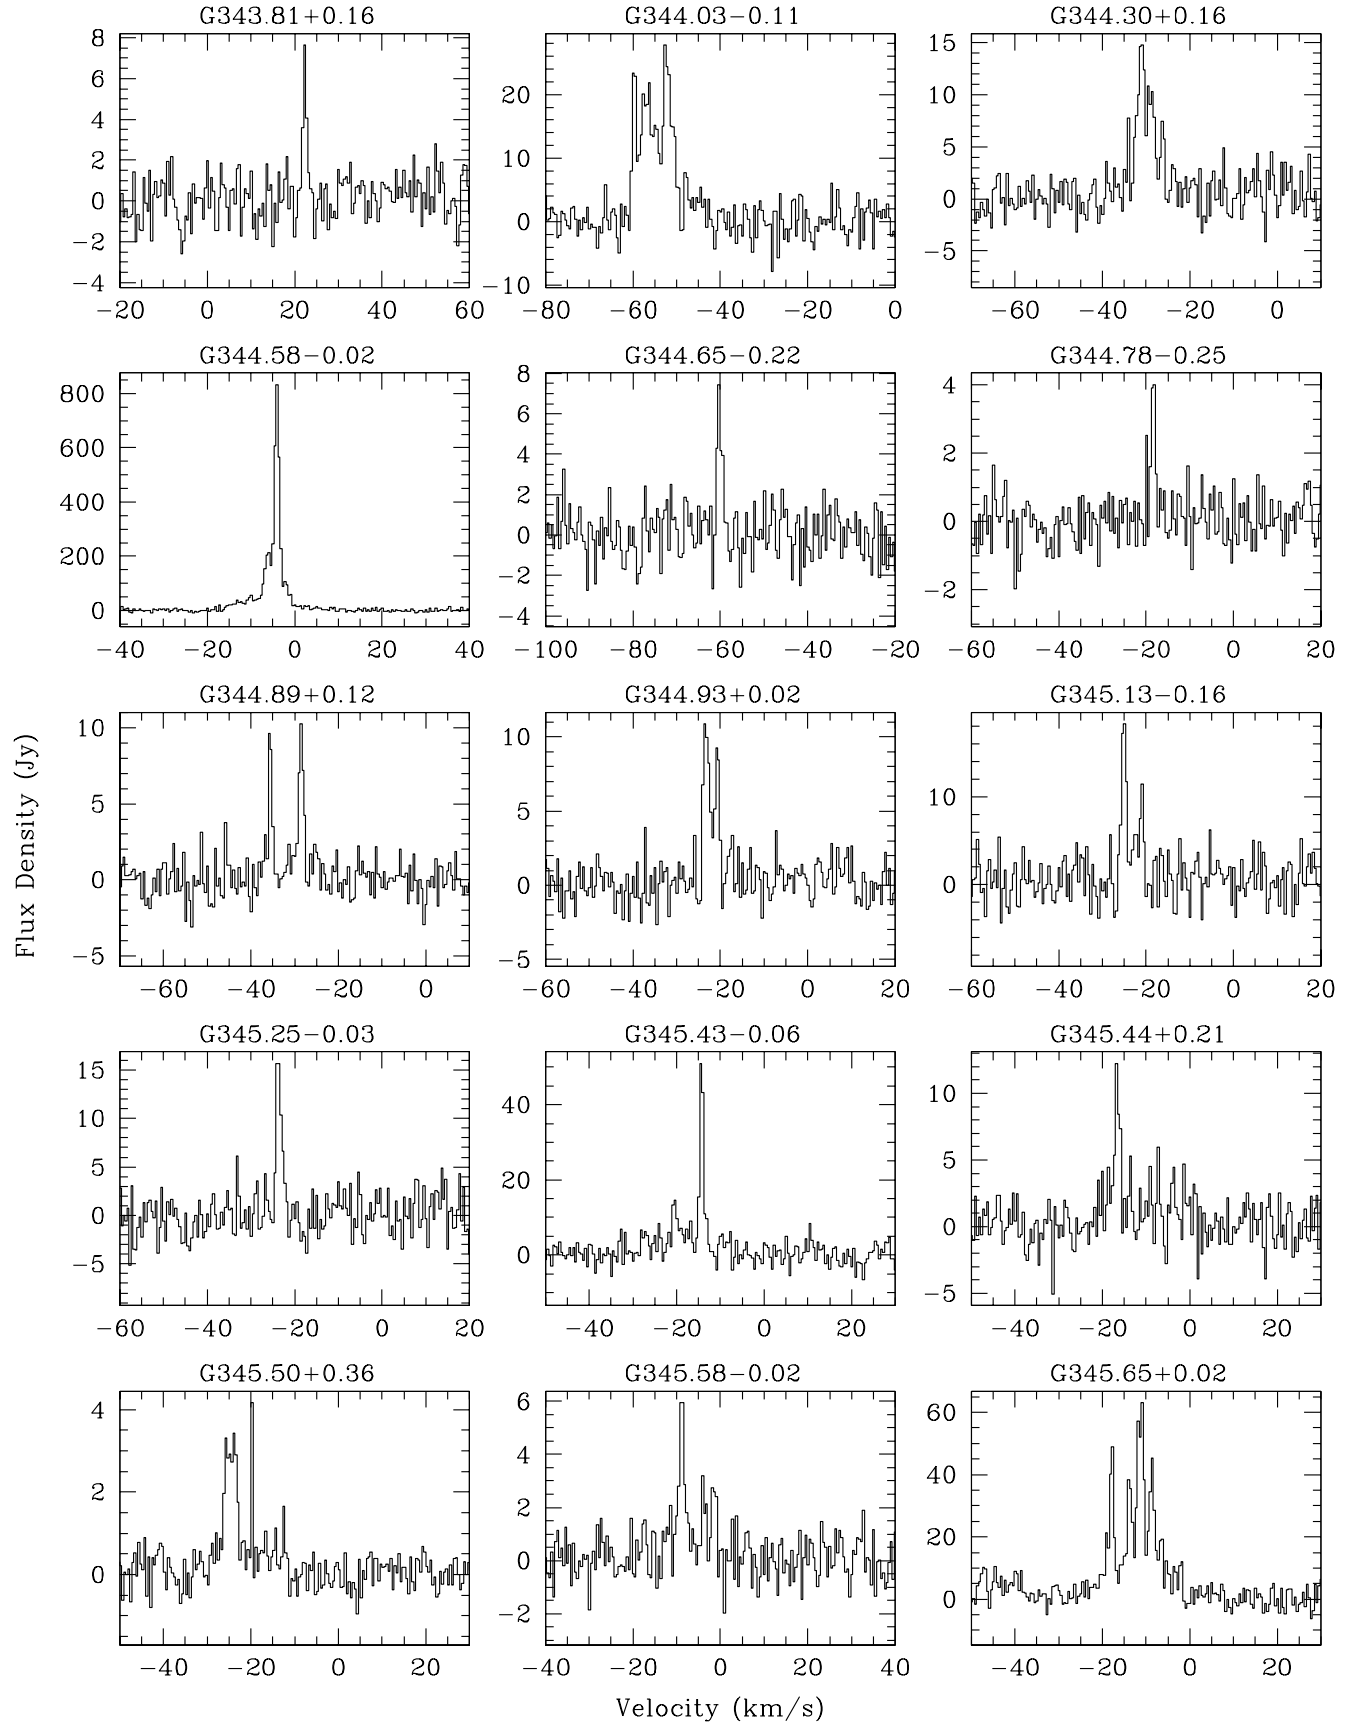 G343.81+0.16 G344.03−0.11 G344.30+0.16
8 6 4 2 0 −2 −4
20 10 0 −10
15 10 5 0 −5
−20 0 20 40 60 −80 −60 −40 −20 0 −60 −40 −20 0
G344.58−0.02 G344.65−0.22 G344.78−0.25
800 600 400 200 0
8 6 4 2 0 −2 −4
4 2 0 −2
−40 −20 0 20 40 −100 −80 −60 −40 −20 −60 −40 −20 0 20
G344.89+0.12 G344.93+0.02 G345.13−0.16
10 5 0 −5
10 5 0 −5
10 0
−60 −40 −20 0 −60 −40 −20 0 20 −60 −40 −20 0 20
Flux Density (Jy)
G345.25−0.03 G345.43−0.06 G345.44+0.21
15 10 5 0 −5
40 20 0
10 5 0 −5
−60 −40 −20 0 20 −40 −20 0 20 −40 −20 0 20
G345.50+0.36 G345.58−0.02 G345.65+0.02
4 2 0
6 4 2 0 −2
60 40 20 0
−40 −20 0 20 −40 −20 0 20 40 −40 −20 0 20
Velocity (km/s)